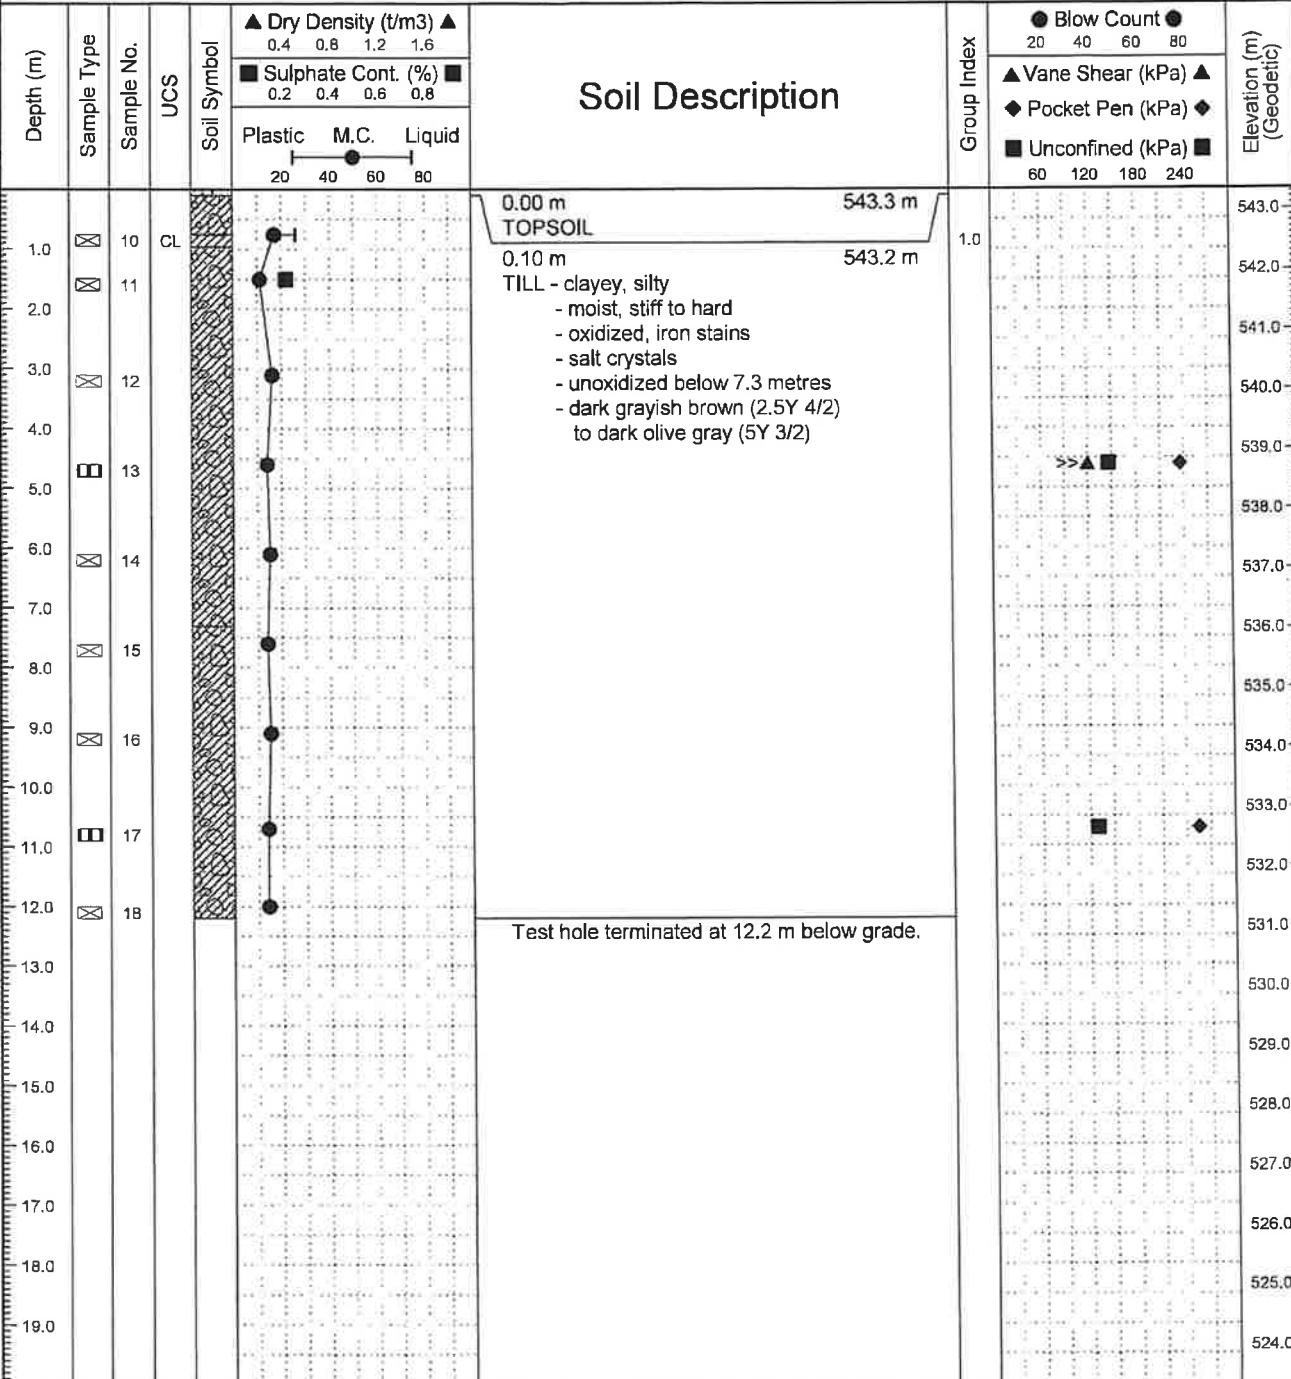 Depth (m)
Sample Type
Sample No.
UCS
Soil Symbol
▲ Dry Density (t/m3) ▲
0.4 0.8 1.2 1.6
■ Sulphate Cont. (%) ■
0.2 0.4 0.6 0.8
Plastic M.C. Liquid
20 40 60 80
Soil Description
Group Index
● Blow Count ●
20 40 60 80
▲ Vane Shear (kPa) ▲
◆ Pocket Pen (kPa) ◆
■ Unconfined (kPa) ■
60 120 180 240
Elevation (m)
(Geodetic)
0.00 m 543.3 m
TOPSOIL
0.10 m 543.2 m
TILL - clayey, silty
- moist, stiff to hard
- oxidized, iron stains
- salt crystals
- unoxidized below 7.3 metres
- dark grayish brown (2.5Y 4/2)
to dark olive gray (5Y 3/2)
Test hole terminated at 12.2 m below grade.
1.0
2.0
3.0
4.0
5.0
6.0
7.0
8.0
9.0
10.0
11.0
12.0
13.0
14.0
15.0
16.0
17.0
18.0
19.0
10
11
12
13
14
15
16
17
18
CL
1.0
>>
543.0
542.0
541.0
540.0
539.0
538.0
537.0
536.0
535.0
534.0
533.0
532.0
531.0
530.0
529.0
528.0
527.0
526.0
525.0
524.0